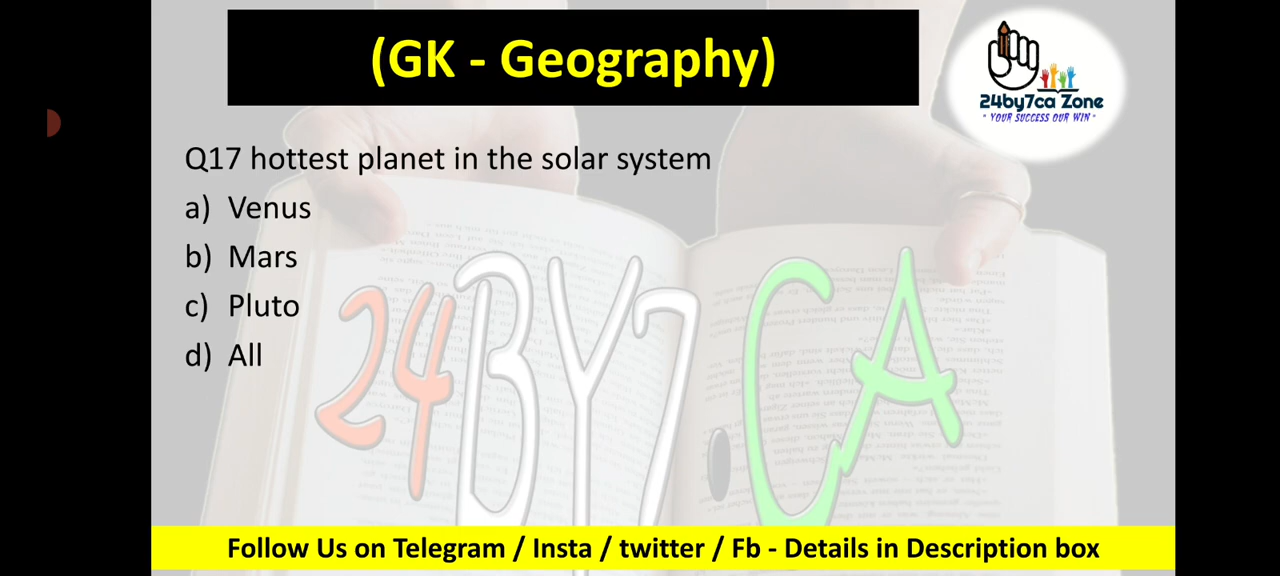 (GK - Geography)
24by7ca Zone
" YOUR SUCCESS OUR WIN "
Q17 hottest planet in the solar system
a) Venus
b) Mars
c) Pluto
d) All
24BY7.CA
Follow Us on Telegram / Insta / twitter / Fb - Details in Description box